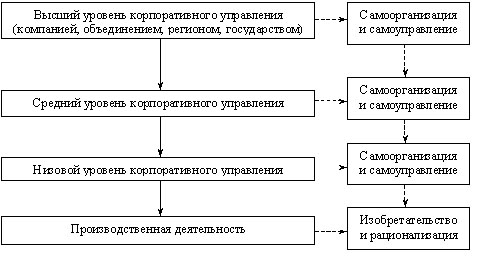 Высший уровень корпоративного управления
(компанией, объединением, регионом, государством)
Самоорганизация
и самоуправление
Средний уровень корпоративного управления
Самоорганизация
и самоуправление
Низовой уровень корпоративного управления
Самоорганизация
и самоуправление
Производственная деятельность
Изобретательство
и рационализация